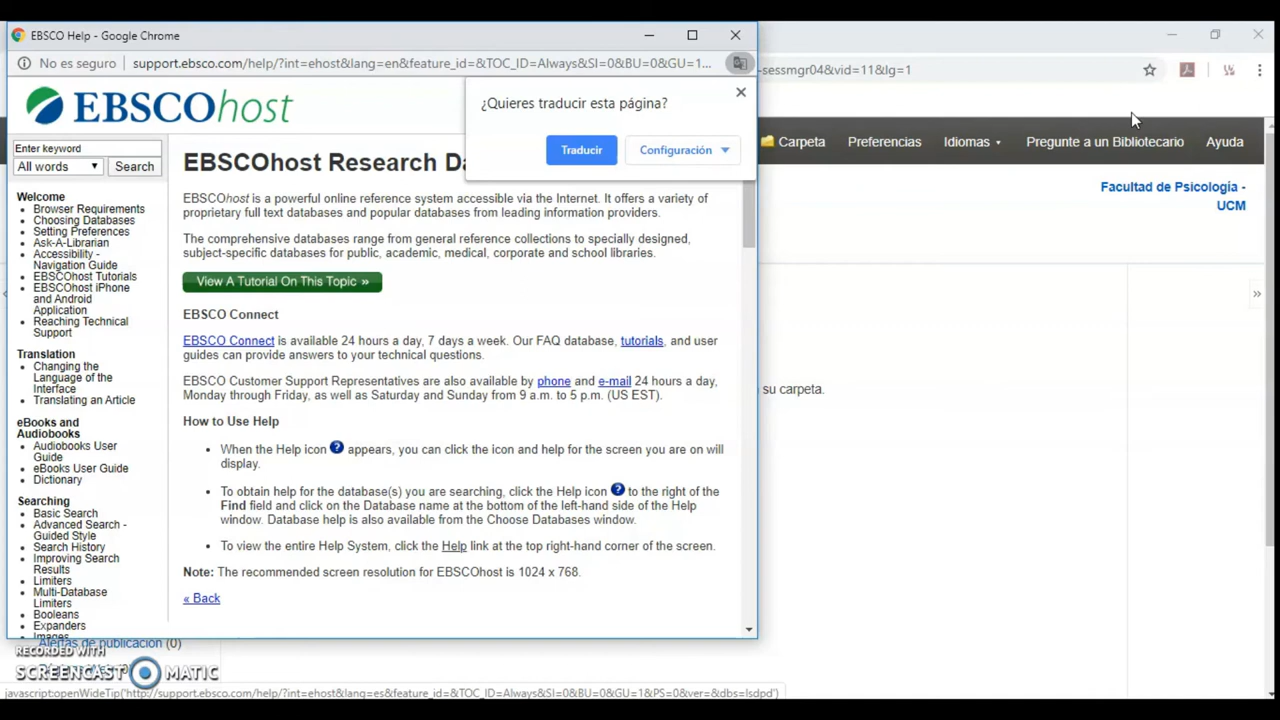 EBSCO Help - Google Chrome
No es seguro
support.ebsco.com/help/?int=ehost&lang=en&feature_id=&TOC_ID=Always&SI=0&BU=0&GU=1...
-sessmgr04&vid=11&lg=1
EBSCOhost
¿Quieres traducir esta página?
Traducir
Configuración
Carpeta
Preferencias
Idiomas
Pregunte a un Bibliotecario
Ayuda
Facultad de Psicología -
UCM
Enter keyword
All words
Search
Welcome
Browser Requirements
Choosing Databases
Setting Preferences
Ask-A-Librarian
Accessibility -
Navigation Guide
EBSCOhost Tutorials
EBSCOhost iPhone
and Android
Application
Reaching Technical
Support
Translation
Changing the
Language of the
Interface
Translating an Article
eBooks and
Audiobooks
Audiobooks User
Guide
eBooks User Guide
Dictionary
Searching
Basic Search
Advanced Search -
Guided Style
Search History
Improving Search
Results
Limiters
Multi-Database
Limiters
Booleans
Expanders
Images
EBSCOhost Research Da
EBSCOhost is a powerful online reference system accessible via the Internet. It offers a variety of
proprietary full text databases and popular databases from leading information providers.
The comprehensive databases range from general reference collections to specially designed,
subject-specific databases for public, academic, medical, corporate and school libraries.
View A Tutorial On This Topic »
EBSCO Connect
EBSCO Connect is available 24 hours a day, 7 days a week. Our FAQ database, tutorials, and user
guides can provide answers to your technical questions.
EBSCO Customer Support Representatives are also available by phone and e-mail 24 hours a day,
Monday through Friday, as well as Saturday and Sunday from 9 a.m. to 5 p.m. (US EST).
How to Use Help
When the Help icon ? appears, you can click the icon and help for the screen you are on will
display.
To obtain help for the database(s) you are searching, click the Help icon ? to the right of the
Find field and click on the Database name at the bottom of the left-hand side of the Help
window. Database help is also available from the Choose Databases window.
To view the entire Help System, click the Help link at the top right-hand corner of the screen.
Note: The recommended screen resolution for EBSCOhost is 1024 x 768.
« Back
su carpeta.
Alertas de publicación (0)
RECORDED WITH
SCREENCAST MATIC
javascript:openWideTip('http://support.ebsco.com/help/?int=ehost&lang=es&feature_id=&TOC_ID=Always&SI=0&BU=0&GU=1&PS=0&ver=&dbs=lsdpd')